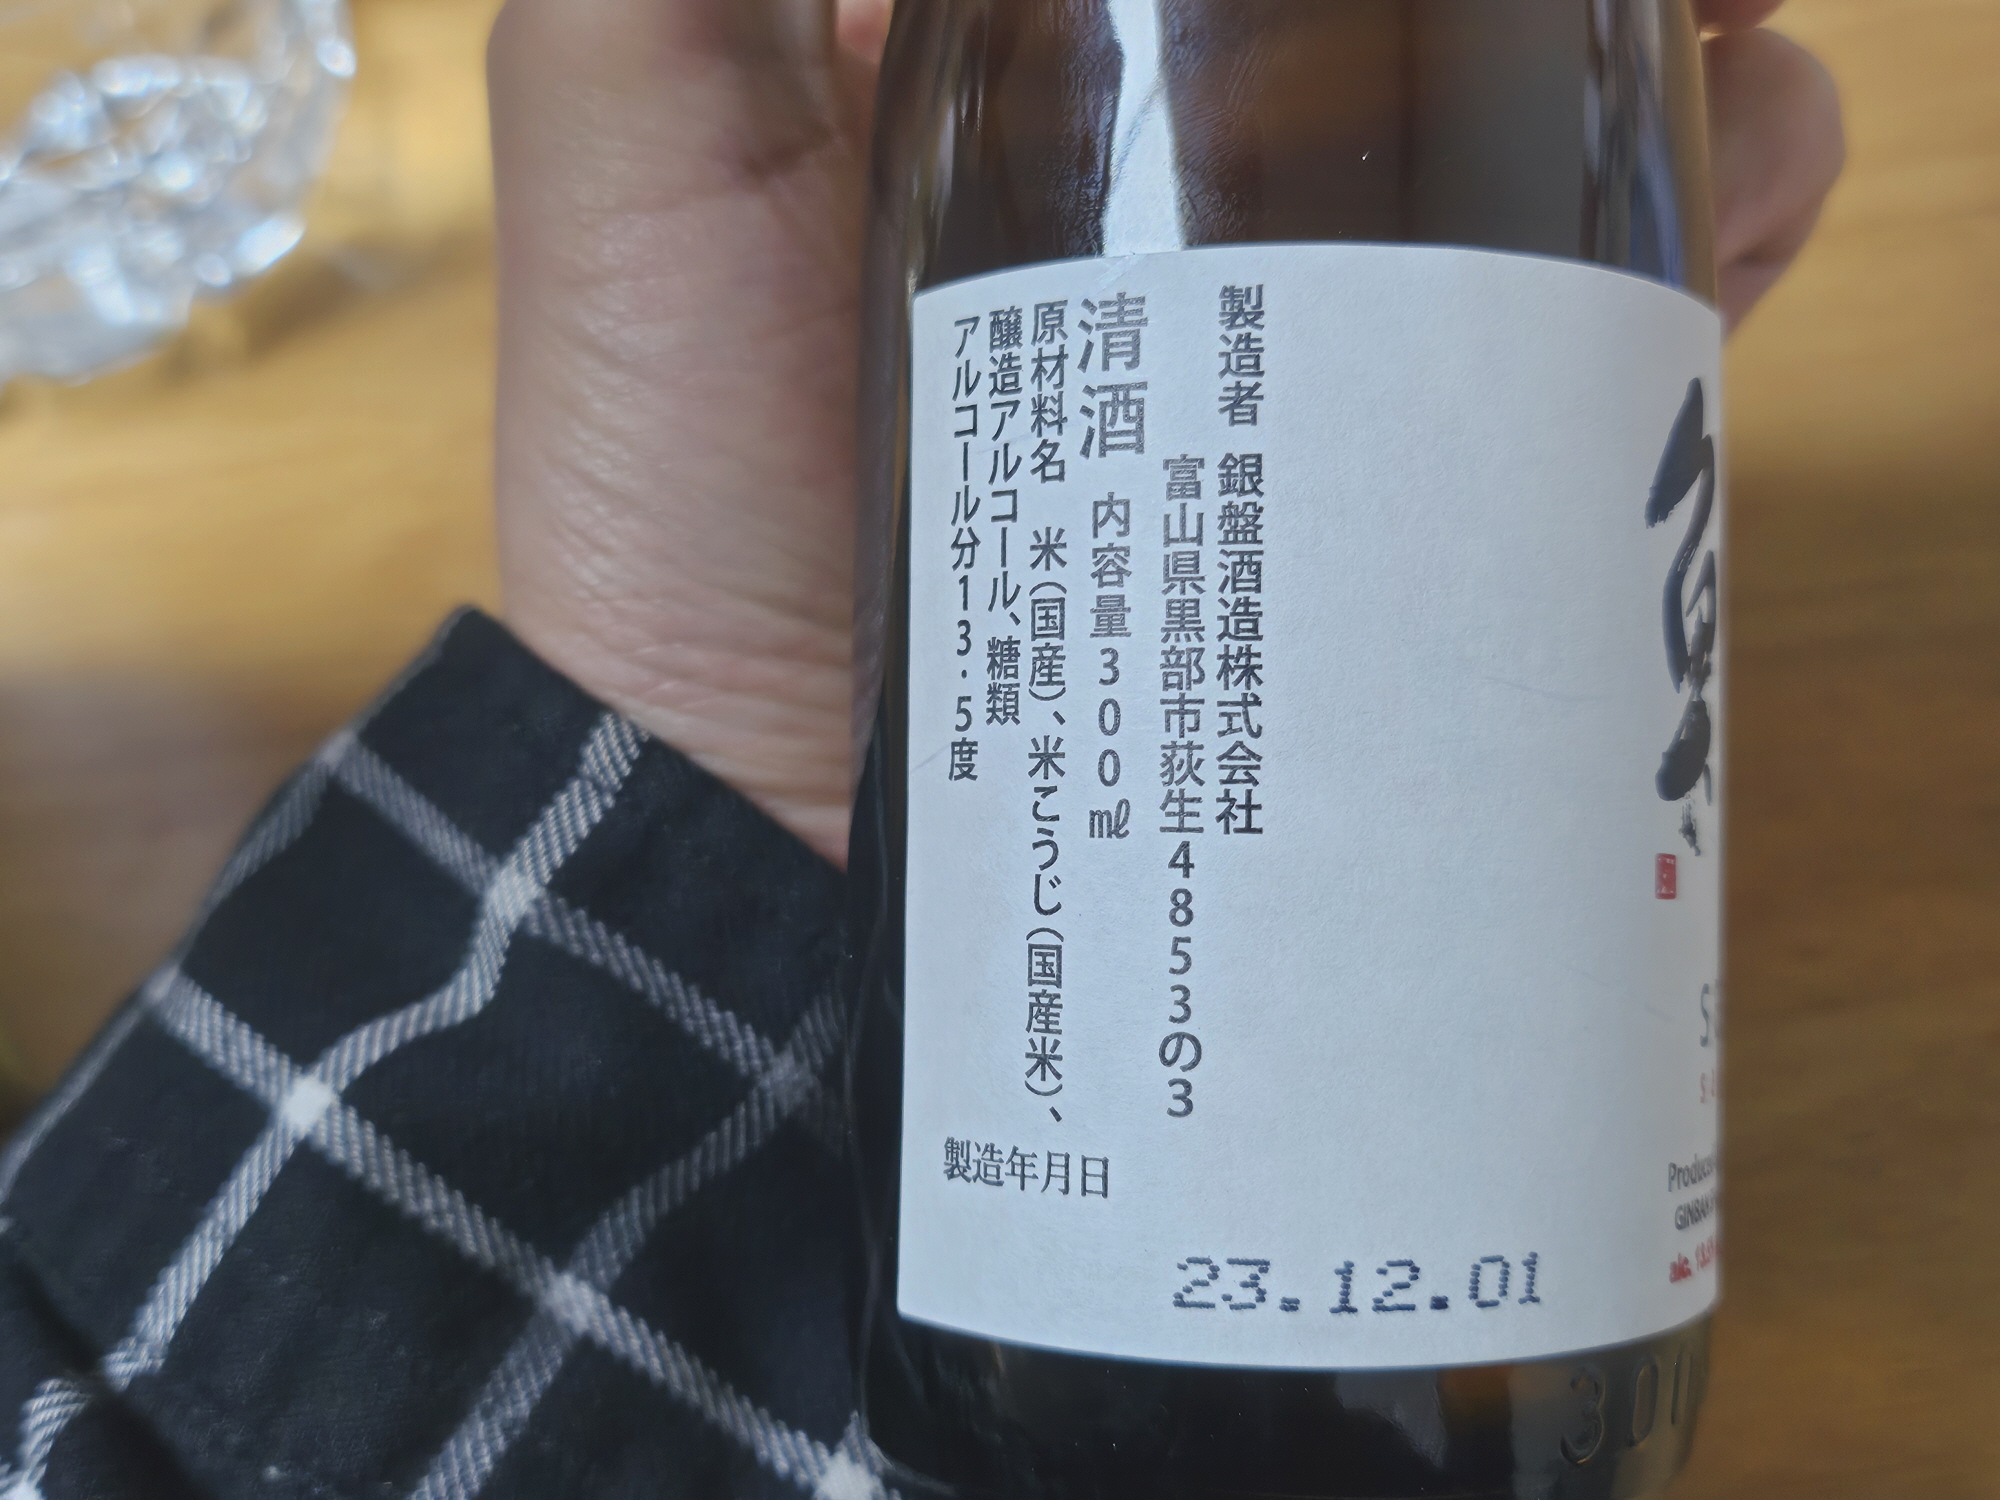 製造者 銀盤酒造株式会社
富山県黒部市荻生4853の3
清酒 内容量300㎖
原材料名 米（国産）、米こうじ（国産米）、
醸造アルコール、糖類
アルコール分13.5度
製造年月日
23.12.01
魚
300